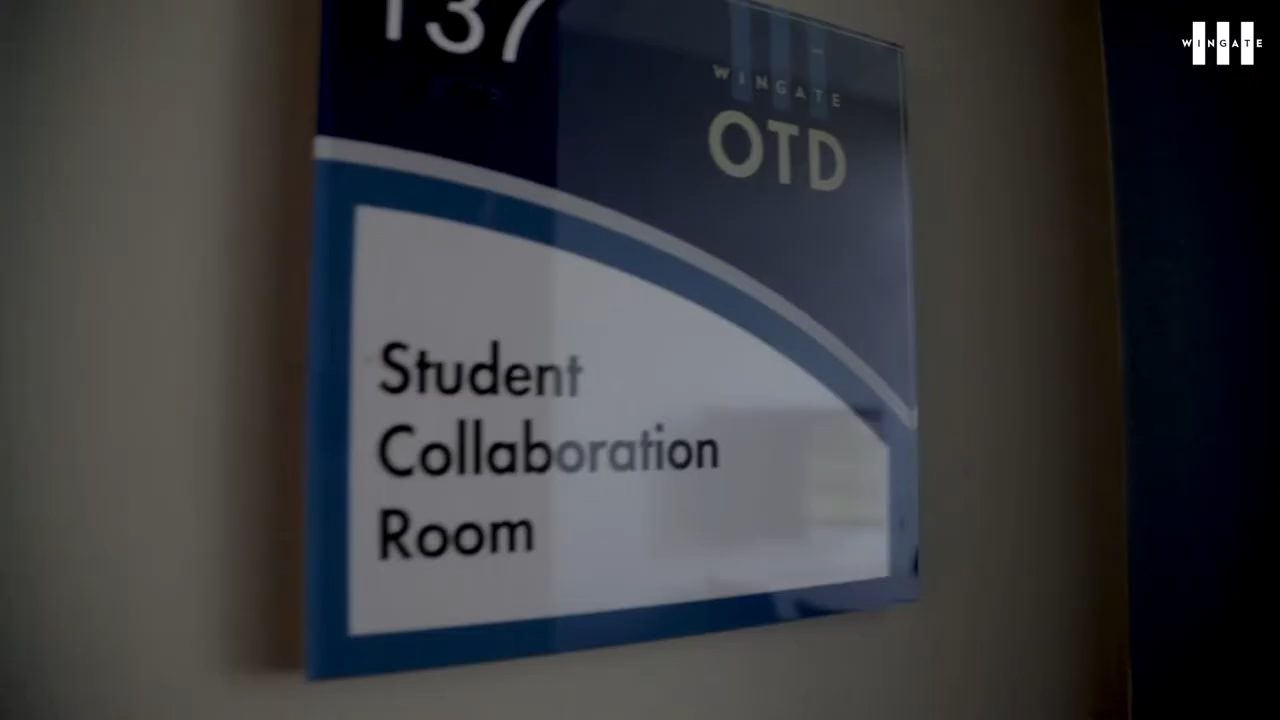 137
WINGATE
WINGATE
OTD
Student
Collaboration
Room